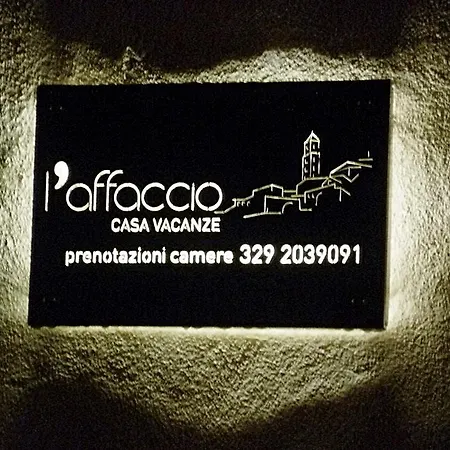 l'affaccio
CASA VACANZE
prenotazioni camere 329 2039091